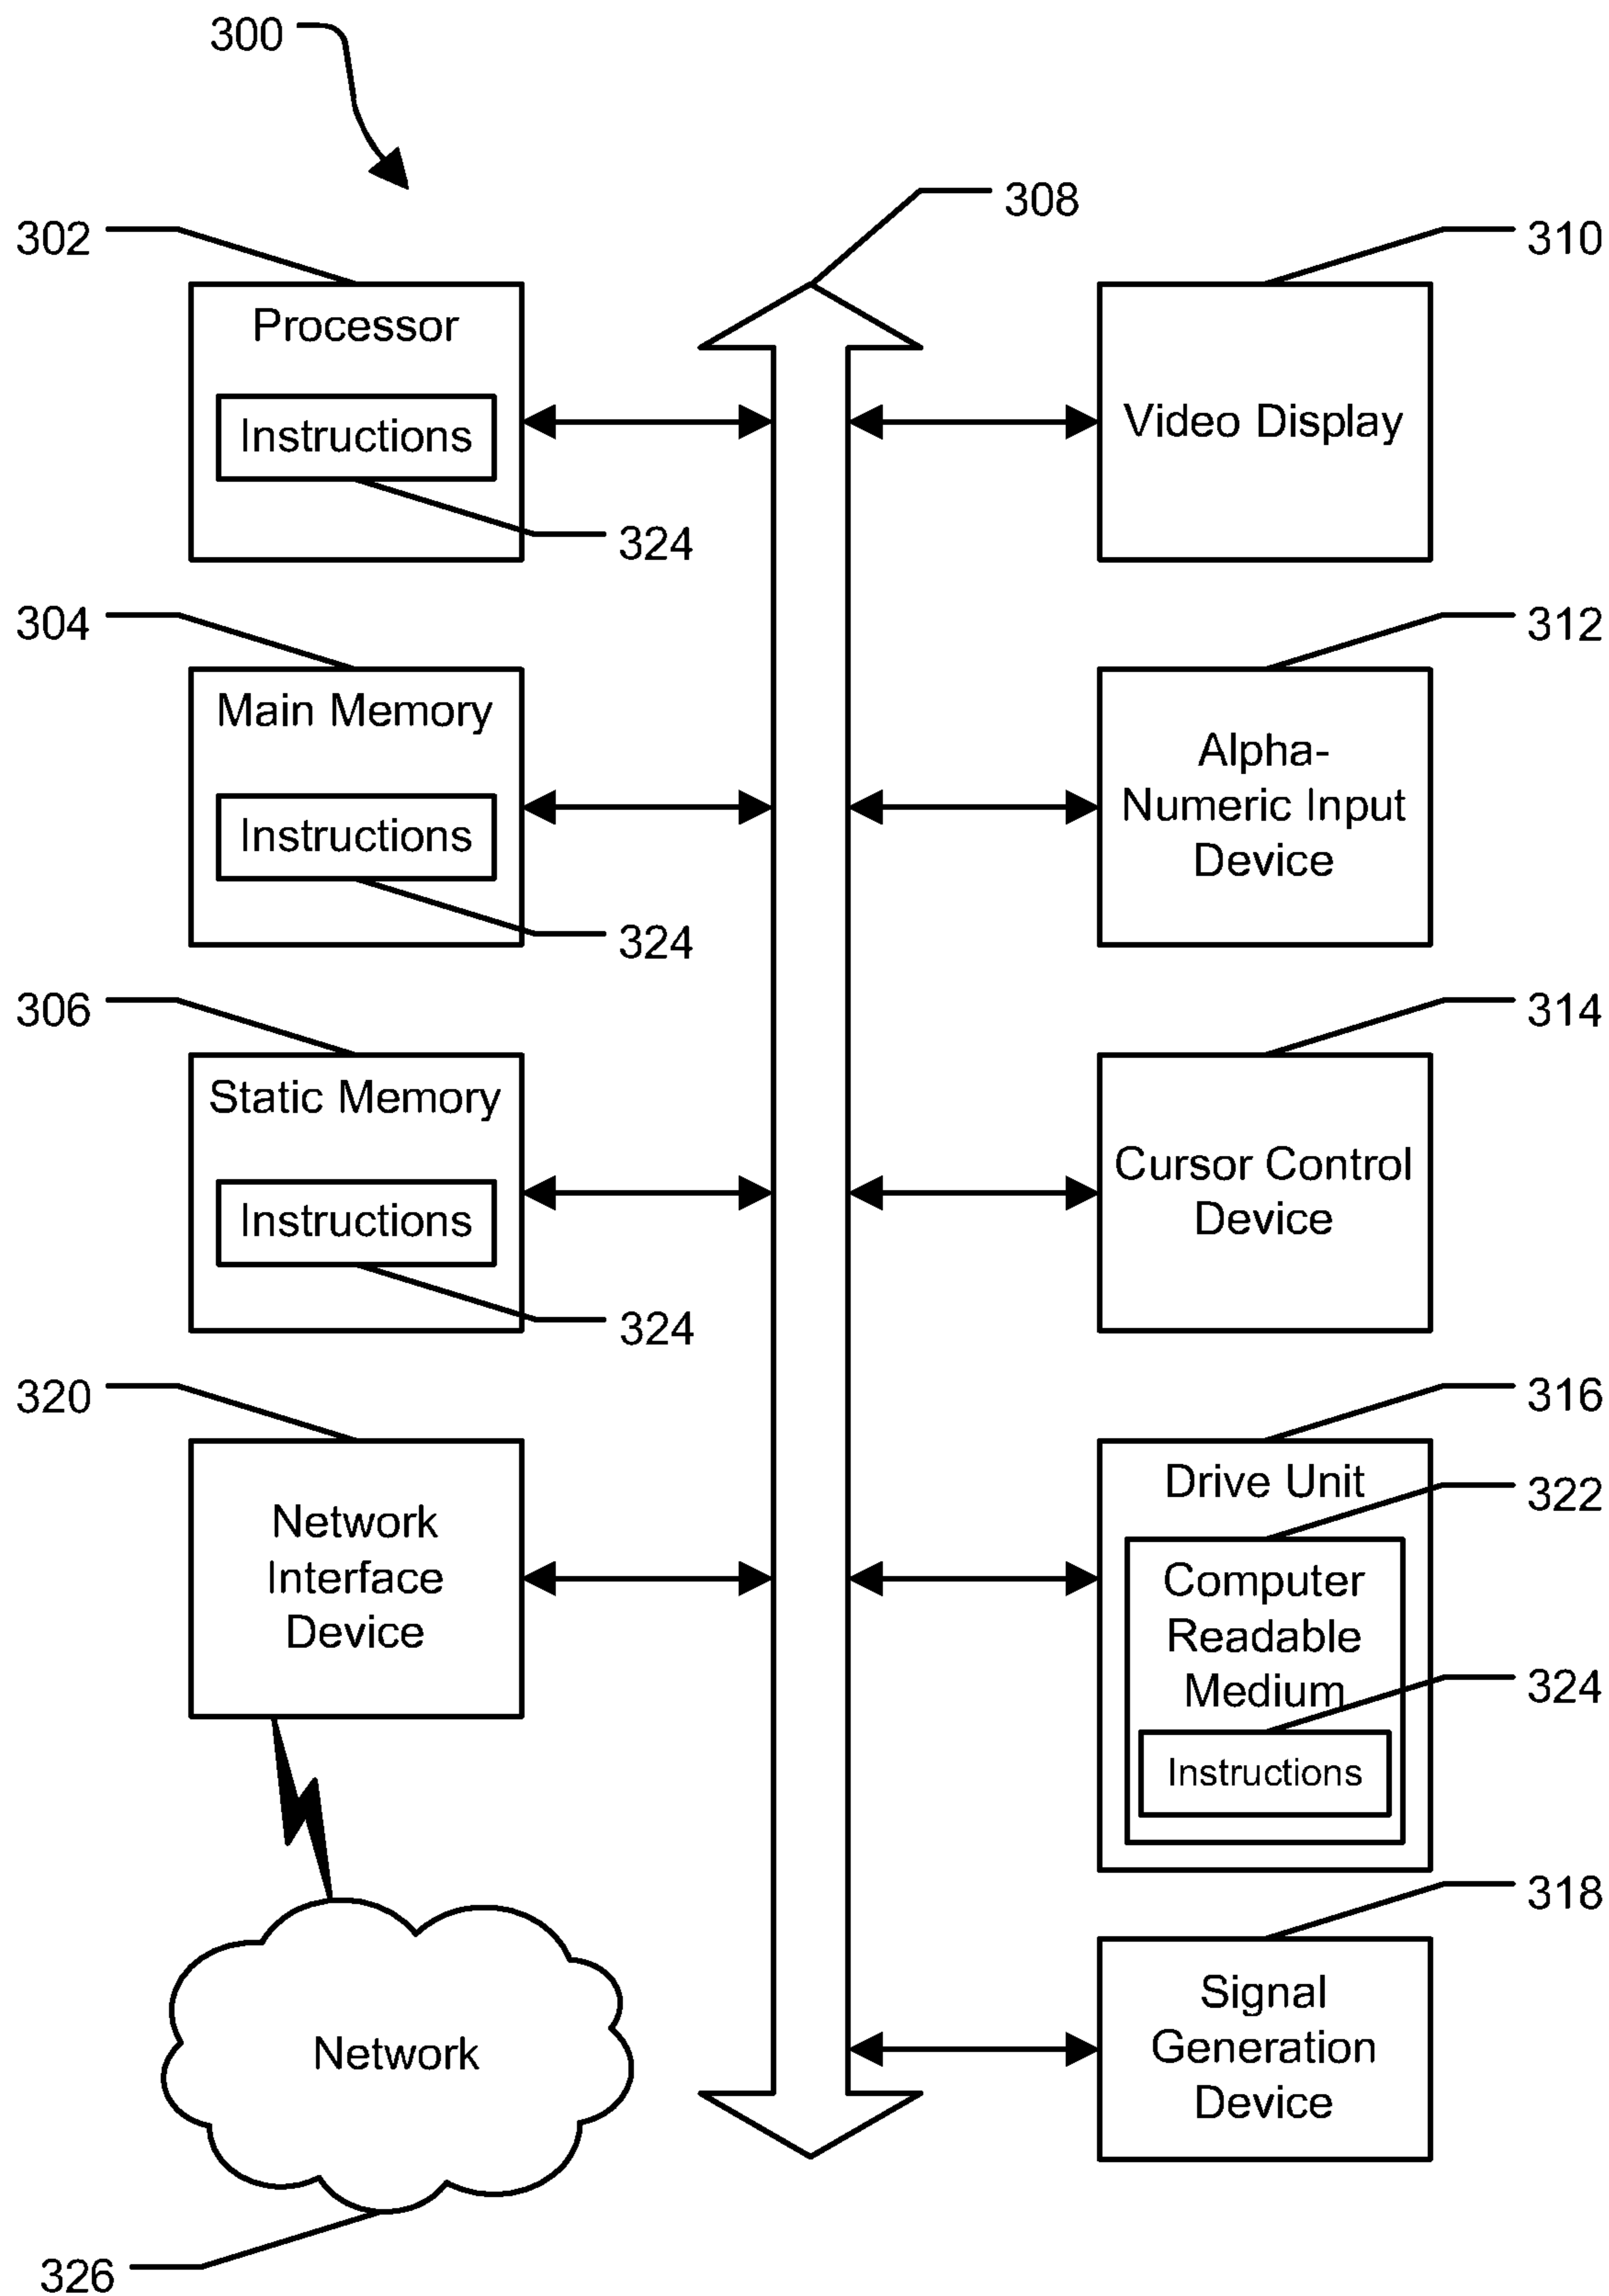 300
308
302
Processor
Instructions
324
310
Video Display
304
Main Memory
Instructions
324
312
Alpha-
Numeric Input
Device
306
Static Memory
Instructions
324
314
Cursor Control
Device
320
Network
Interface
Device
316
Drive Unit
322
Computer
Readable
Medium
324
Instructions
318
Signal
Generation
Device
Network
326